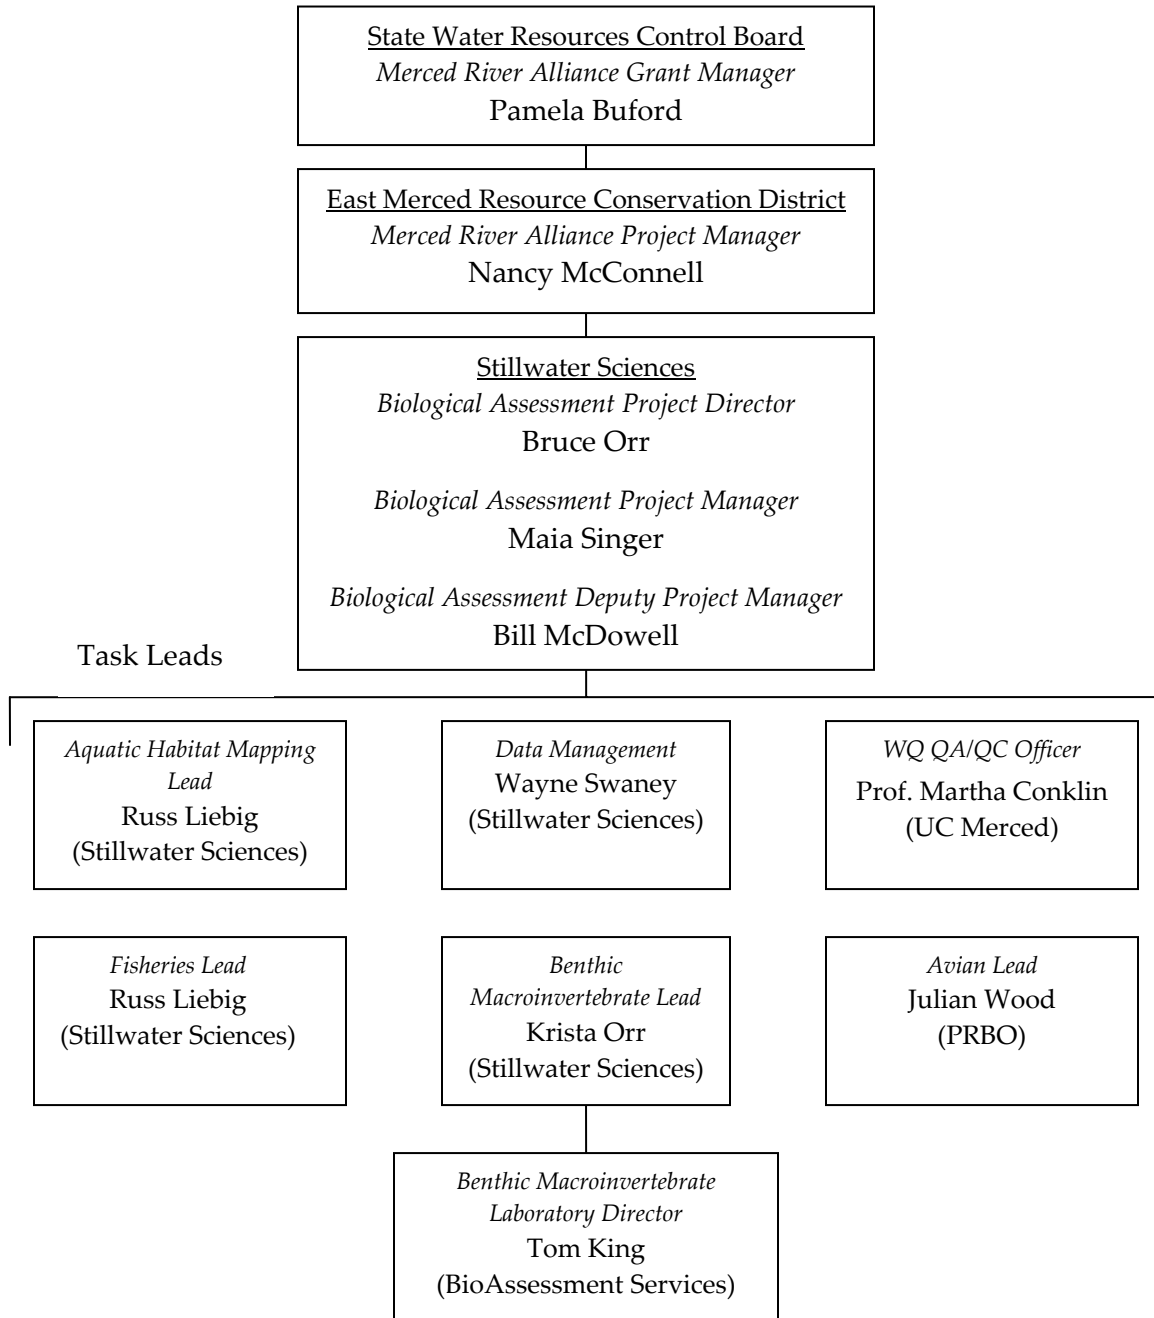 State Water Resources Control Board
Merced River Alliance Grant Manager
Pamela Buford
East Merced Resource Conservation District
Merced River Alliance Project Manager
Nancy McConnell
Stillwater Sciences
Biological Assessment Project Director
Bruce Orr
Biological Assessment Project Manager
Maia Singer
Biological Assessment Deputy Project Manager
Bill McDowell
Task Leads
Aquatic Habitat Mapping
Lead
Russ Liebig
(Stillwater Sciences)
Data Management
Wayne Swaney
(Stillwater Sciences)
WQ QA/QC Officer
Prof. Martha Conklin
(UC Merced)
Fisheries Lead
Russ Liebig
(Stillwater Sciences)
Benthic
Macroinvertebrate Lead
Krista Orr
(Stillwater Sciences)
Avian Lead
Julian Wood
(PRBO)
Benthic Macroinvertebrate
Laboratory Director
Tom King
(BioAssessment Services)